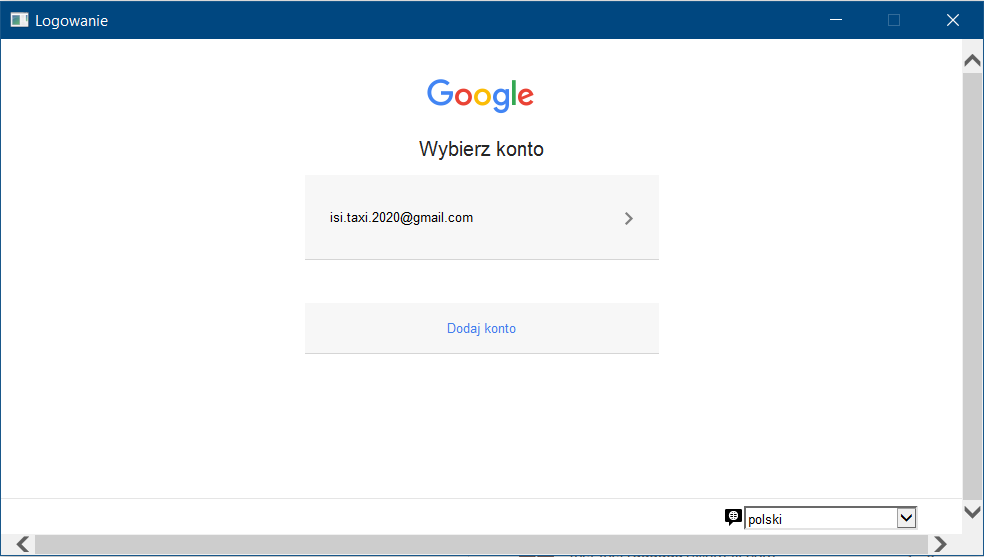 Logowanie
Google
Wybierz konto
isi.taxi.2020@gmail.com
Dodaj konto
polski